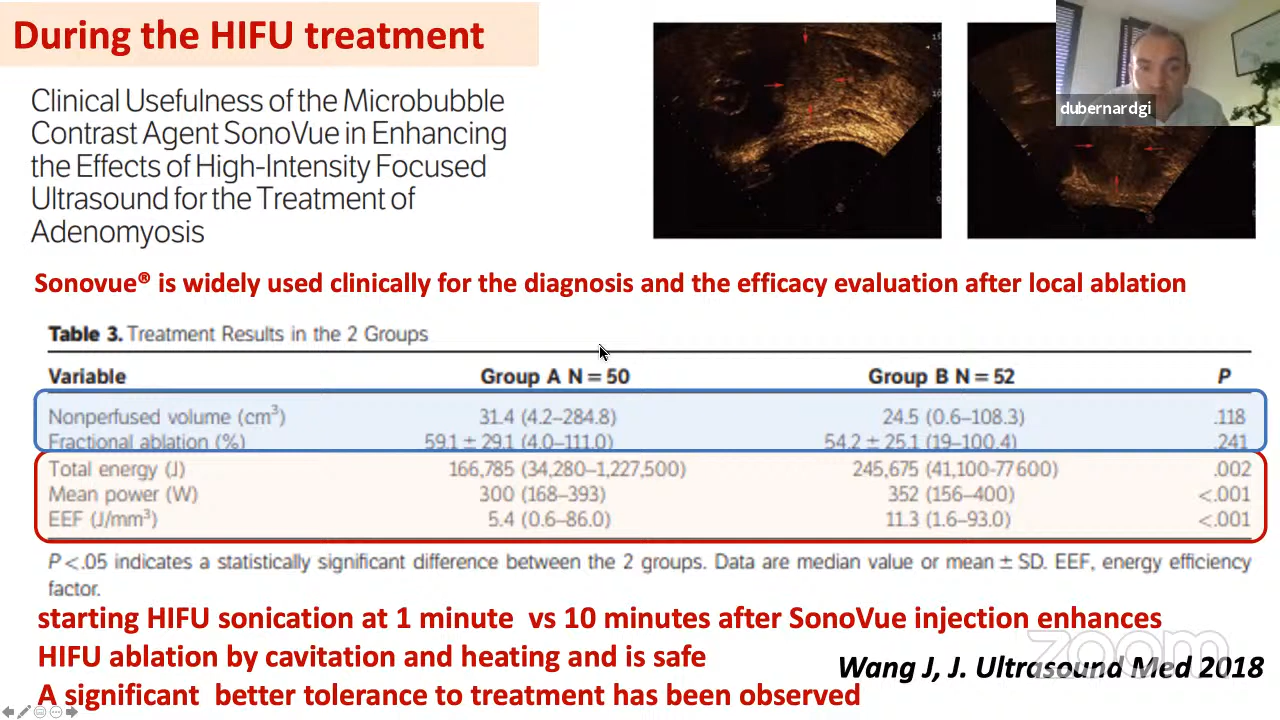 During the HIFU treatment
Clinical Usefulness of the Microbubble
Contrast Agent SonoVue in Enhancing
the Effects of High-Intensity Focused
Ultrasound for the Treatment of
Adenomyosis
dubernardgi
Sonovue® is widely used clinically for the diagnosis and the efficacy evaluation after local ablation
Table 3. Treatment Results in the 2 Groups
Variable Group A N = 50 Group B N = 52 P
Nonperfused volume (cm³) 31.4 (4.2–284.8) 24.5 (0.6–108.3) .118
Fractional ablation (%) 59.1 ± 29.1 (4.0–111.0) 54.2 ± 25.1 (19–100.4) .241
Total energy (J) 166,785 (34,280–1,227,500) 245,675 (41,100-77600) .002
Mean power (W) 300 (168–393) 352 (156–400) <.001
EEF (J/mm³) 5.4 (0.6–86.0) 11.3 (1.6–93.0) <.001
P<.05 indicates a statistically significant difference between the 2 groups. Data are median value or mean ± SD. EEF, energy efficiency
factor.
starting HIFU sonication at 1 minute vs 10 minutes after SonoVue injection enhances
HIFU ablation by cavitation and heating and is safe
A significant better tolerance to treatment has been observed
zoom
Wang J, J. Ultrasound Med 2018